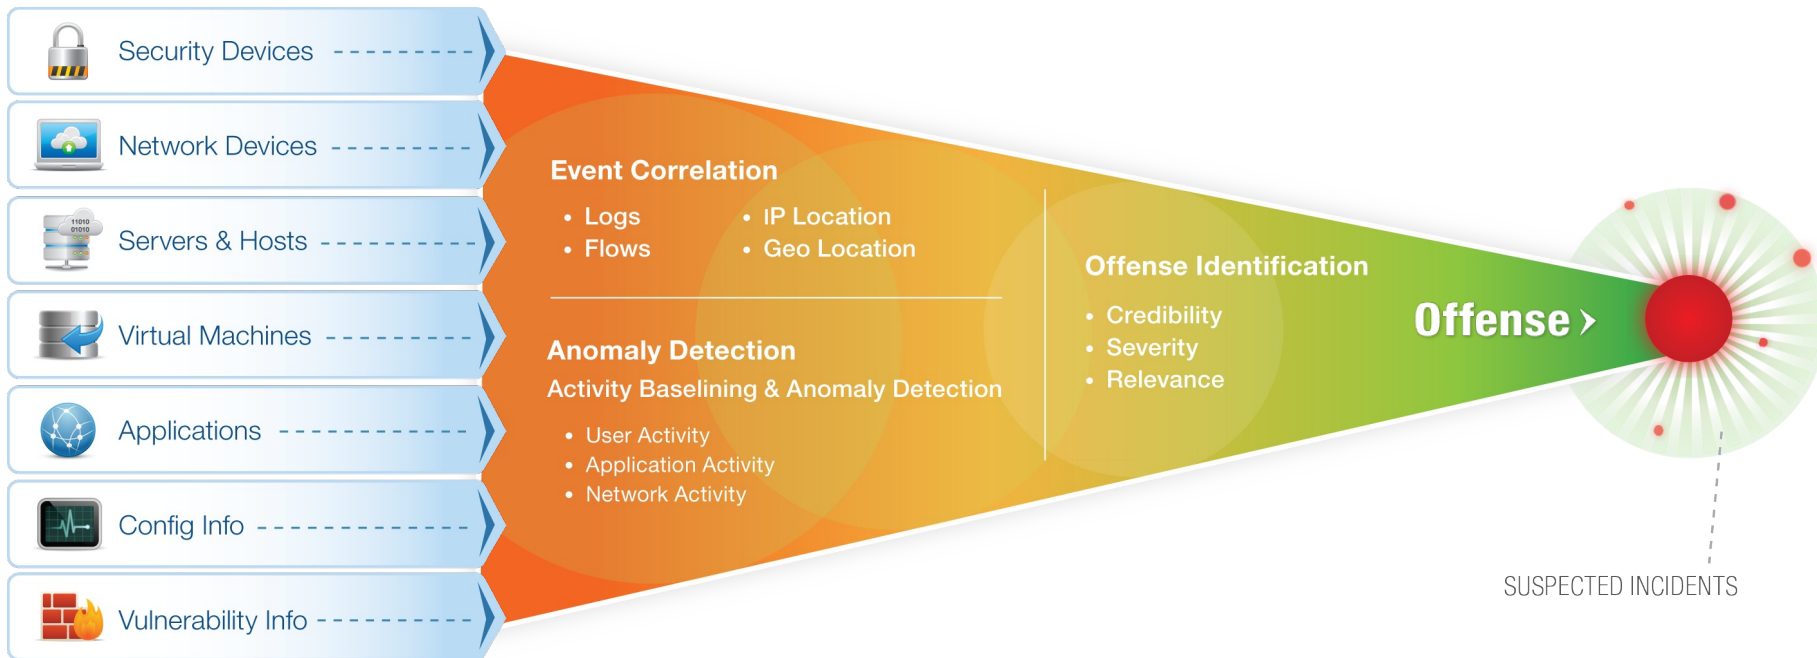 Security Devices
Network Devices
Servers & Hosts
11010
01010
Virtual Machines
Applications
Config Info
Vulnerability Info
Event Correlation
• Logs
• Flows
• IP Location
• Geo Location
Anomaly Detection
Activity Baselining & Anomaly Detection
• User Activity
• Application Activity
• Network Activity
Offense Identification
• Credibility
• Severity
• Relevance
Offense
SUSPECTED INCIDENTS